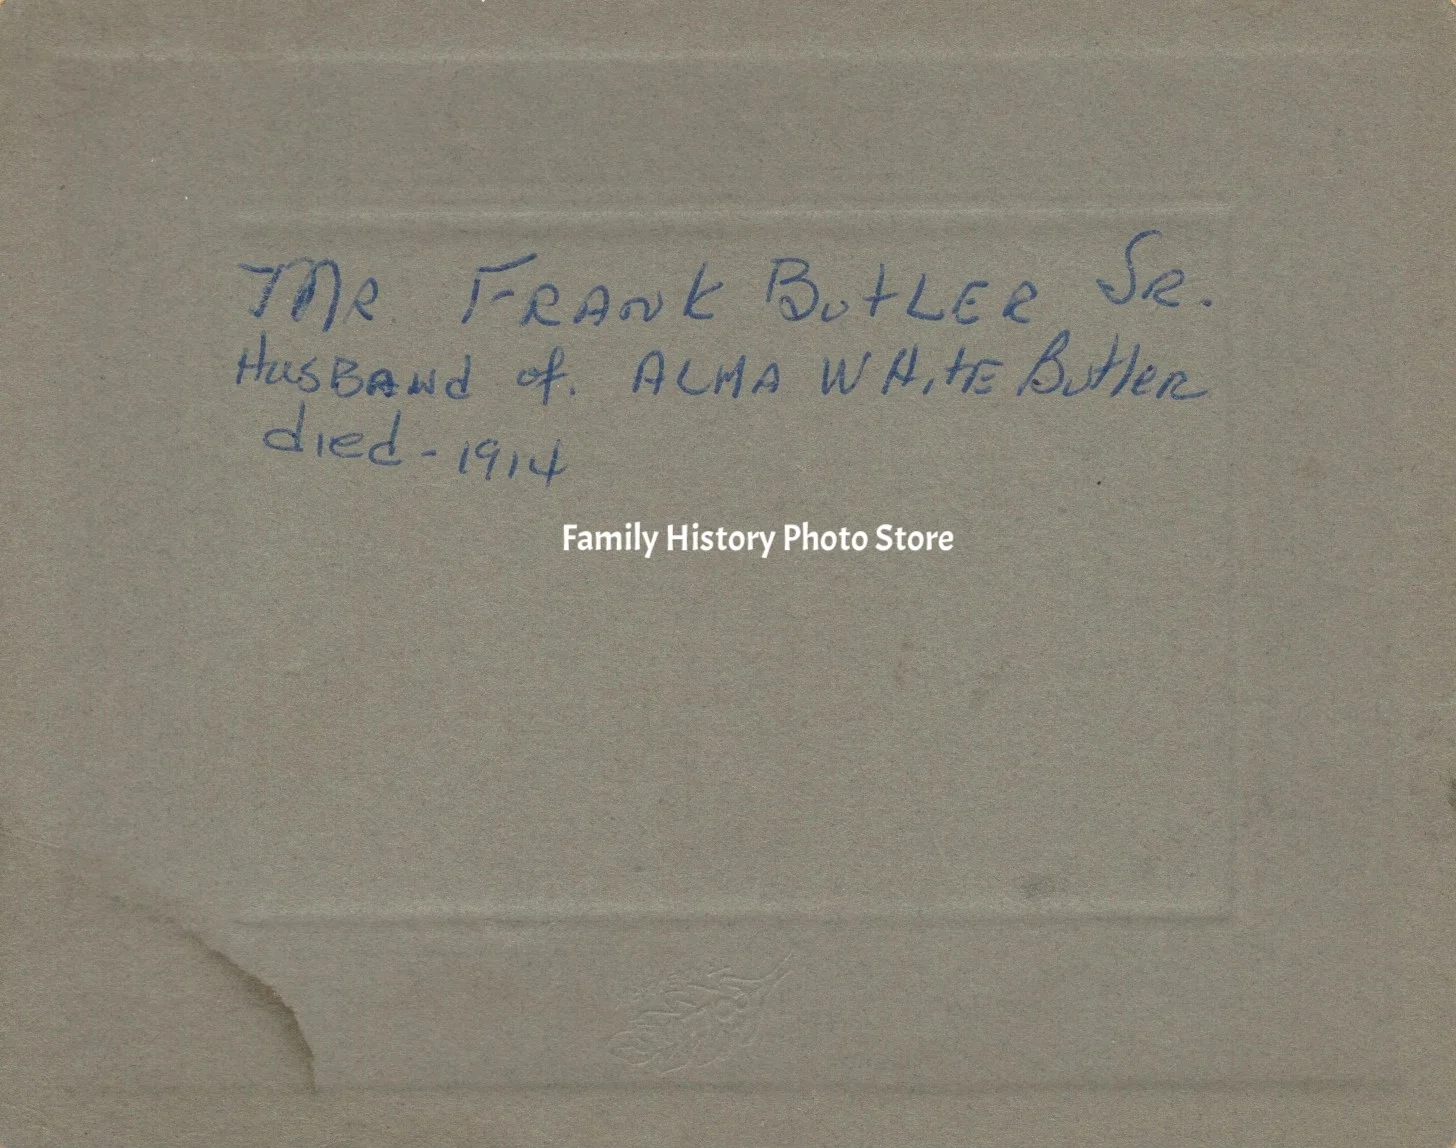 Mr. FRANK ButLER SR.
HusBANd of. ALMA WHitE Butler
died - 1914
Family History Photo Store